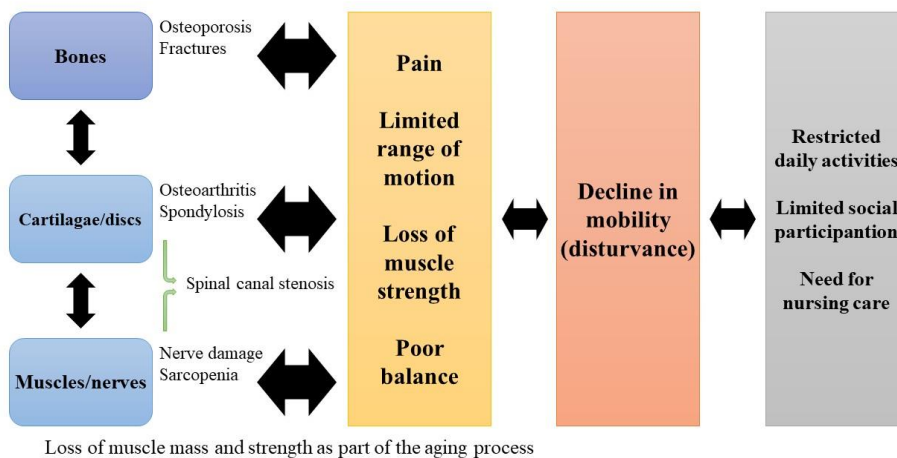 Bones
Osteoporosis
Fractures
Cartilagae/discs
Osteoarthritis
Spondylosis
Spinal canal stenosis
Muscles/nerves
Nerve damage
Sarcopenia
Pain
Limited
range of
motion
Loss of
muscle
strength
Poor
balance
Decline in
mobility
(disturvance)
Restricted
daily activities
Limited social
participantion
Need for
nursing care
Loss of muscle mass and strength as part of the aging process